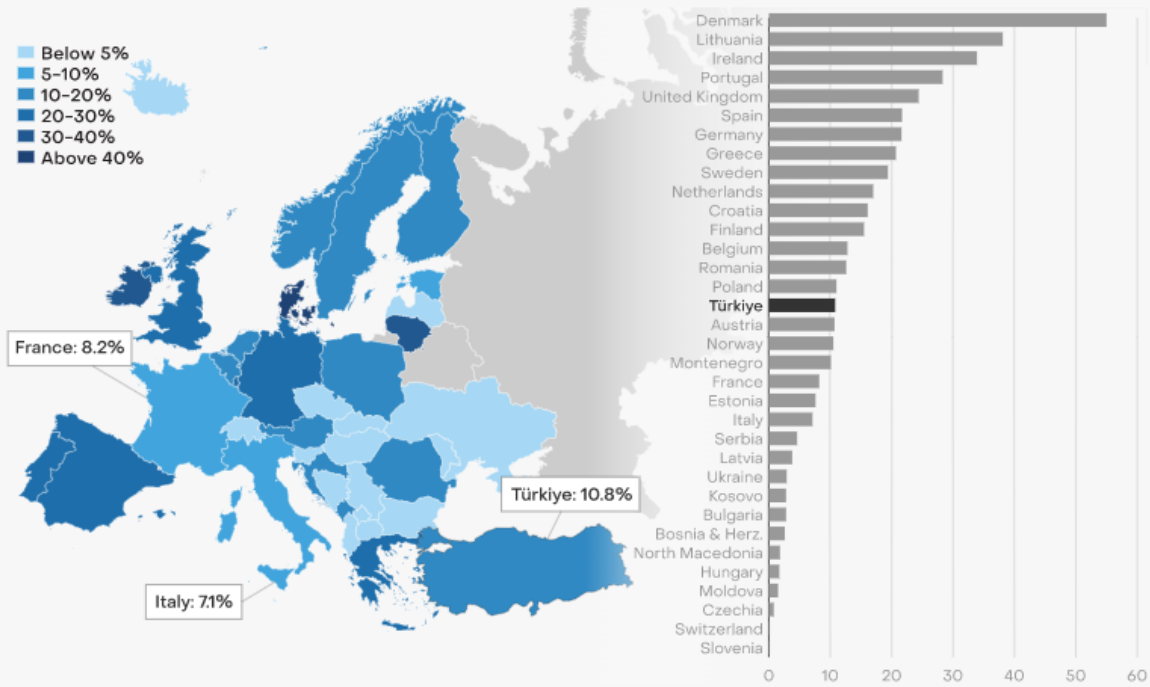 Below 5%
5-10%
10-20%
20-30%
30-40%
Above 40%
France: 8.2%
Türkiye: 10.8%
Italy: 7.1%
Denmark
Lithuania
Ireland
Portugal
United Kingdom
Spain
Germany
Greece
Sweden
Netherlands
Croatia
Finland
Belgium
Romania
Poland
Türkiye
Austria
Norway
Montenegro
France
Estonia
Italy
Serbia
Latvia
Ukraine
Kosovo
Bulgaria
Bosnia & Herz.
North Macedonia
Hungary
Moldova
Czechia
Switzerland
Slovenia
0 10 20 30 40 50 60